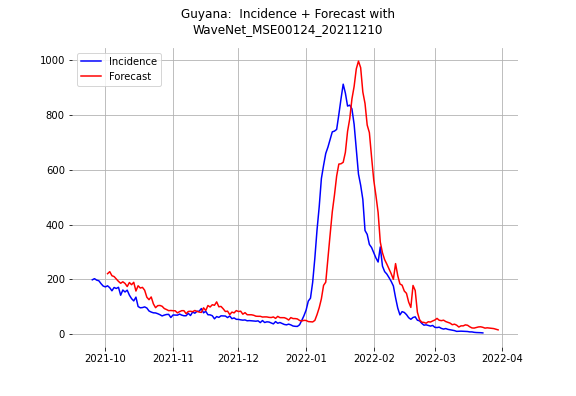 Guyana:  Incidence + Forecast with
WaveNet_MSE00124_20211210
Incidence
Forecast
1000
800
600
400
200
0
2021-10 2021-11 2021-12 2022-01 2022-02 2022-03 2022-04